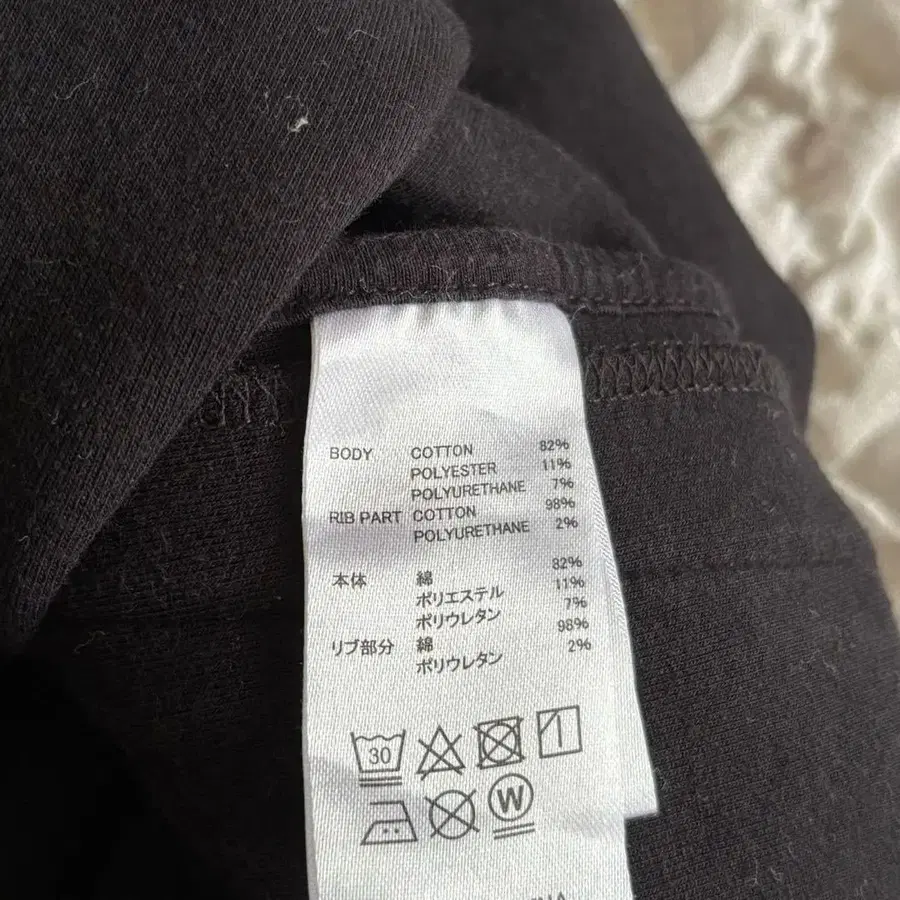 BODY COTTON 82%
POLYESTER 11%
POLYURETHANE 7%
RIB PART COTTON 98%
POLYURETHANE 2%
本体 綿 82%
ポリエステル 11%
ポリウレタン 7%
リブ部分 綿 98%
ポリウレタン 2%
30
W